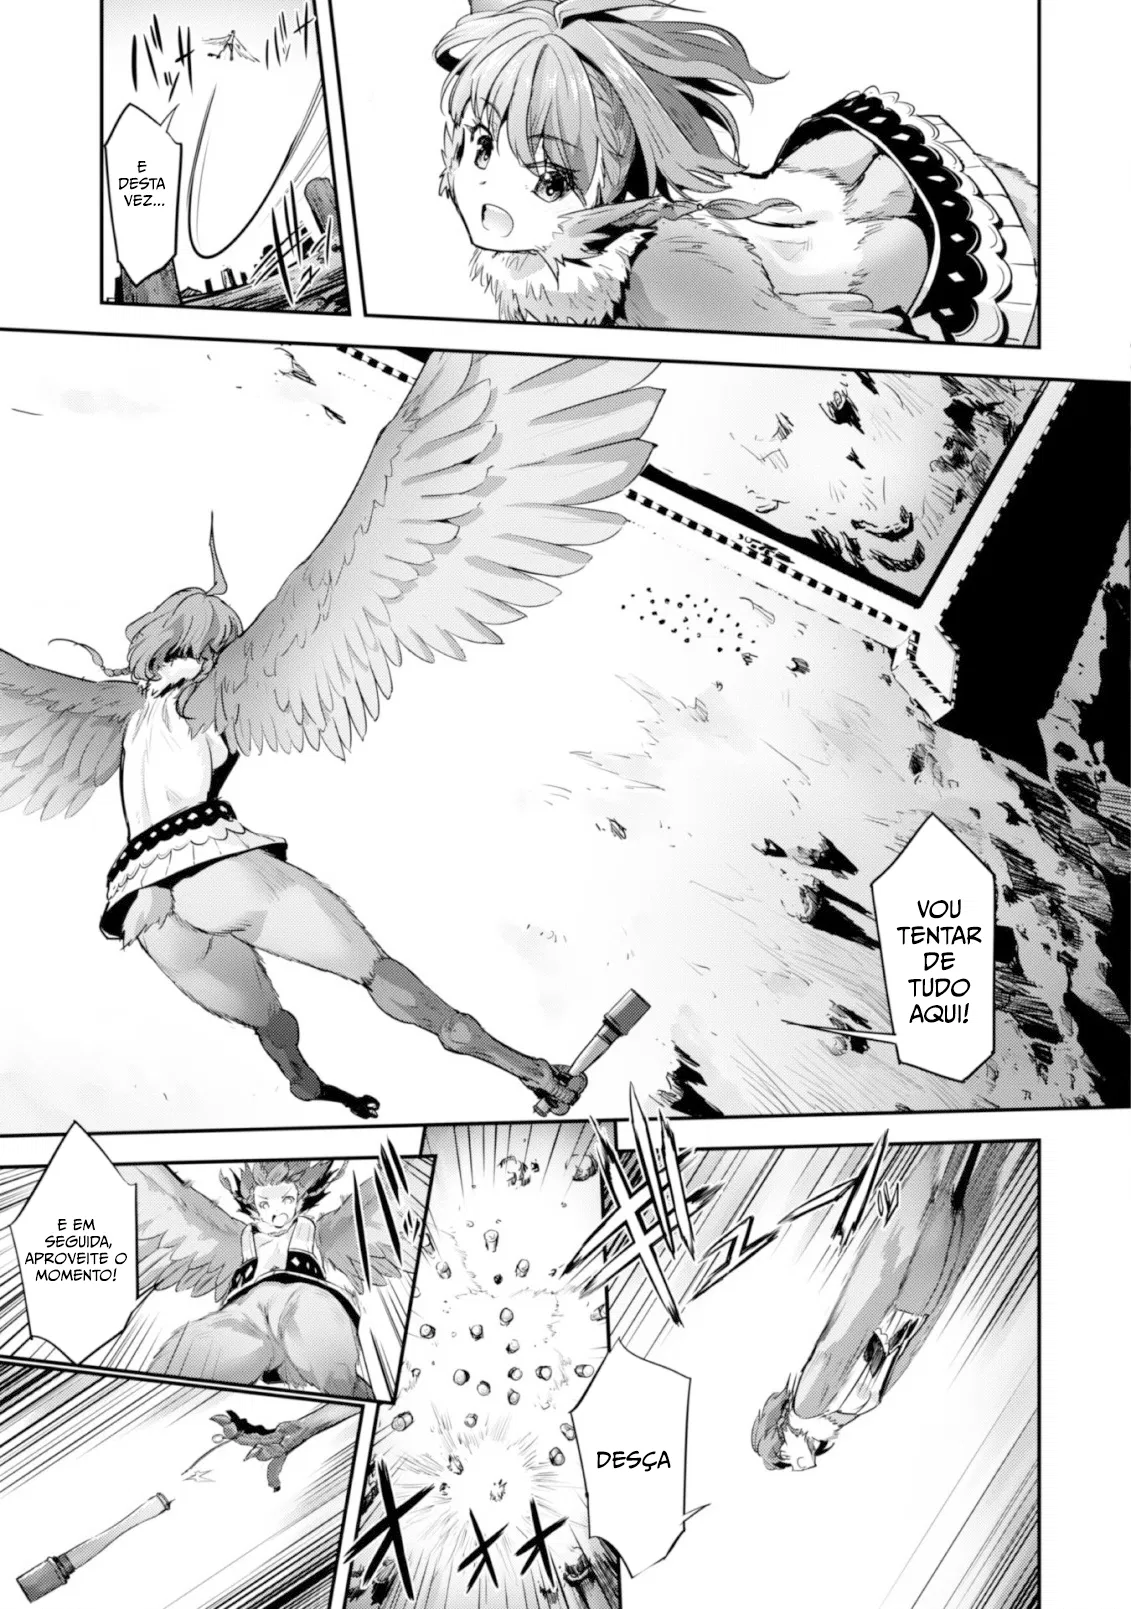 E
DESTA
VEZ...
VOU
TENTAR
DE
TUDO
AQUI!
DESÇA
E EM
SEGUIDA,
APROVEITE O
MOMENTO!